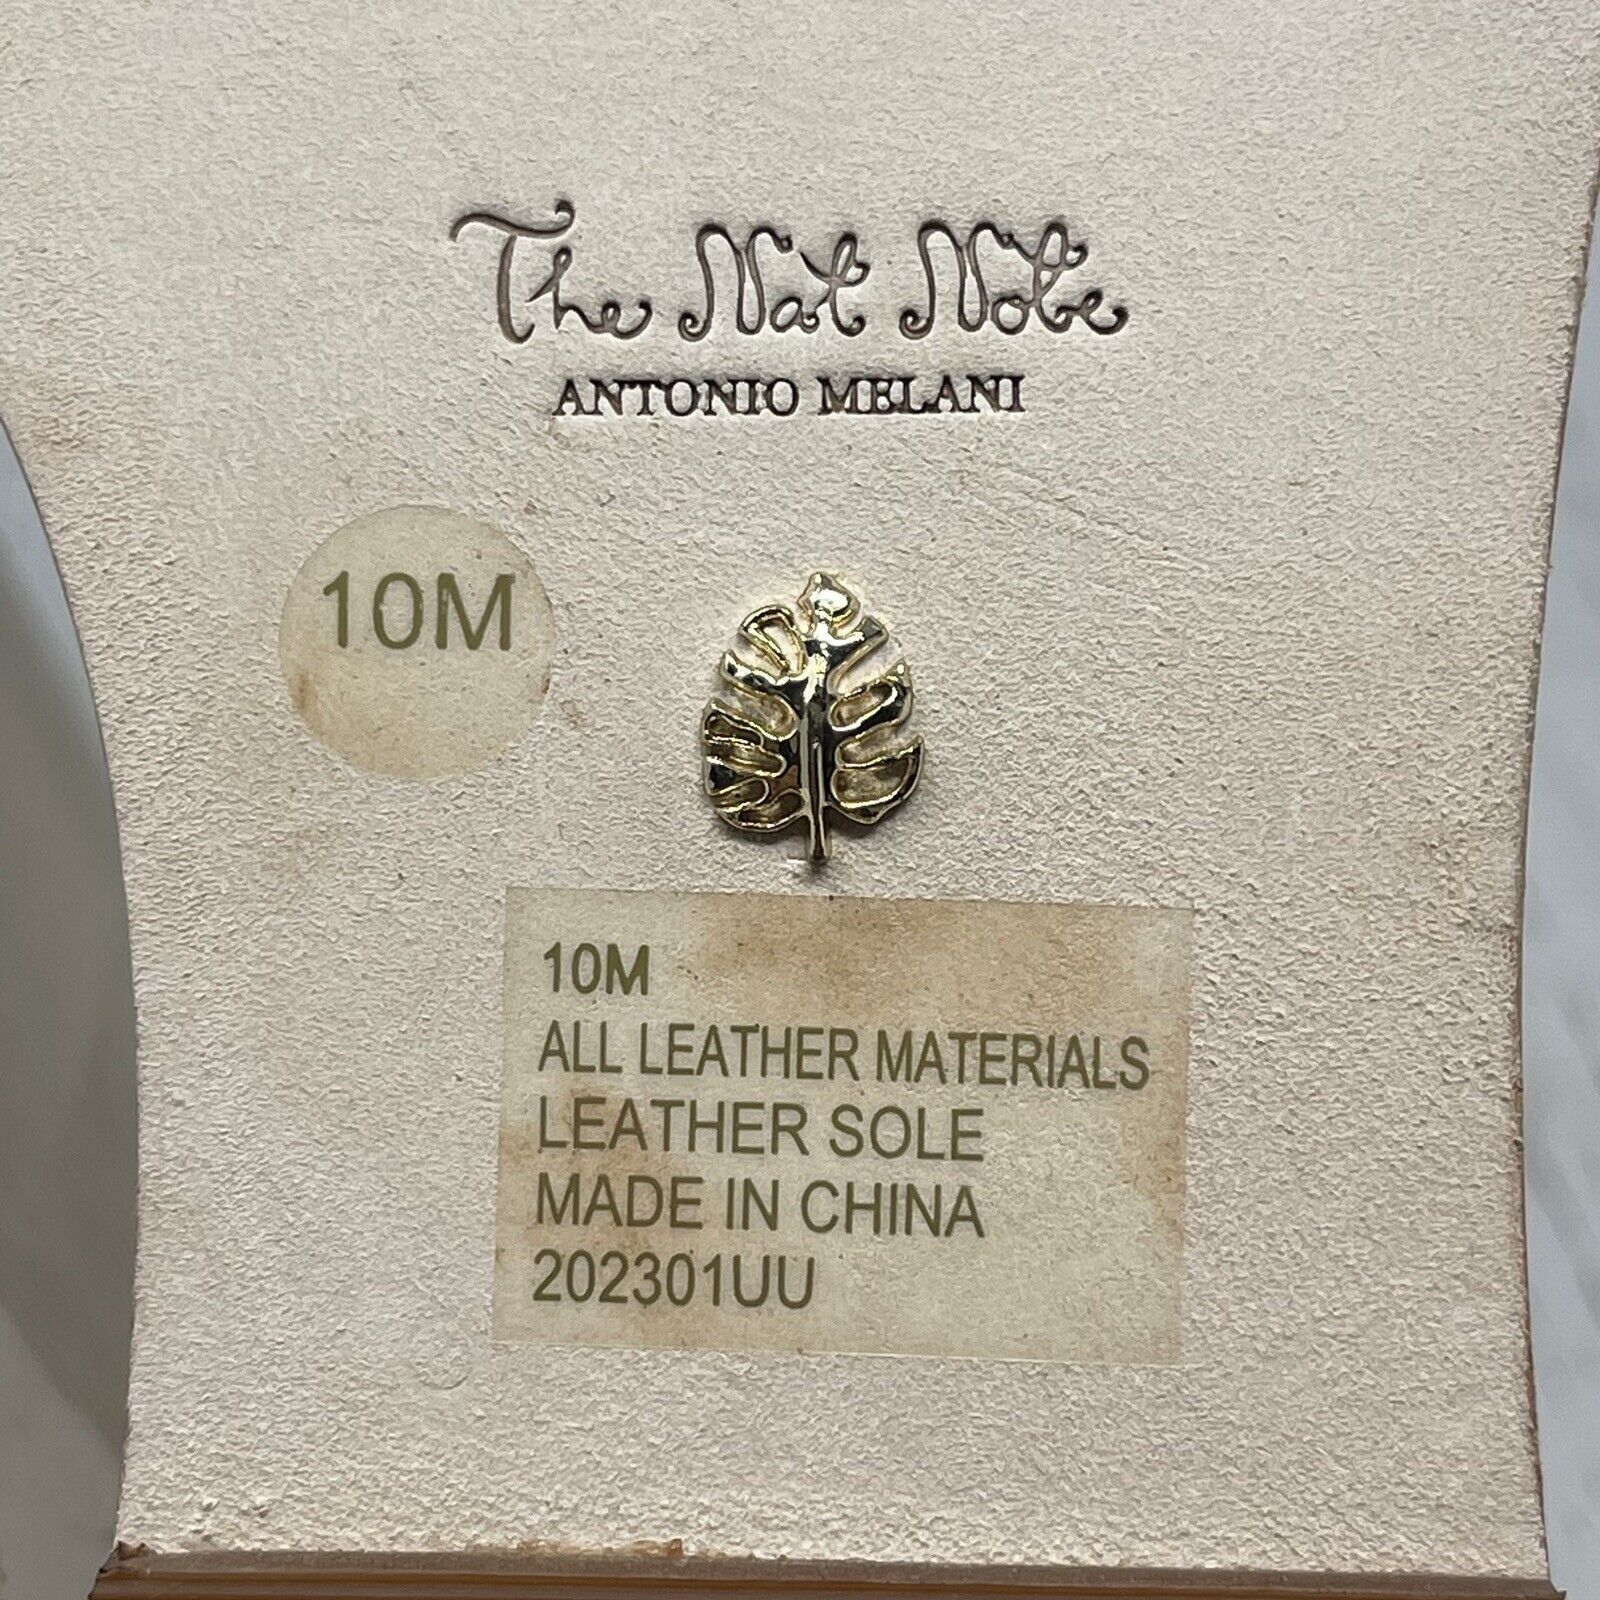 The Nat Note
ANTONIO MELANI
10M
10M
ALL LEATHER MATERIALS
LEATHER SOLE
MADE IN CHINA
202301UU